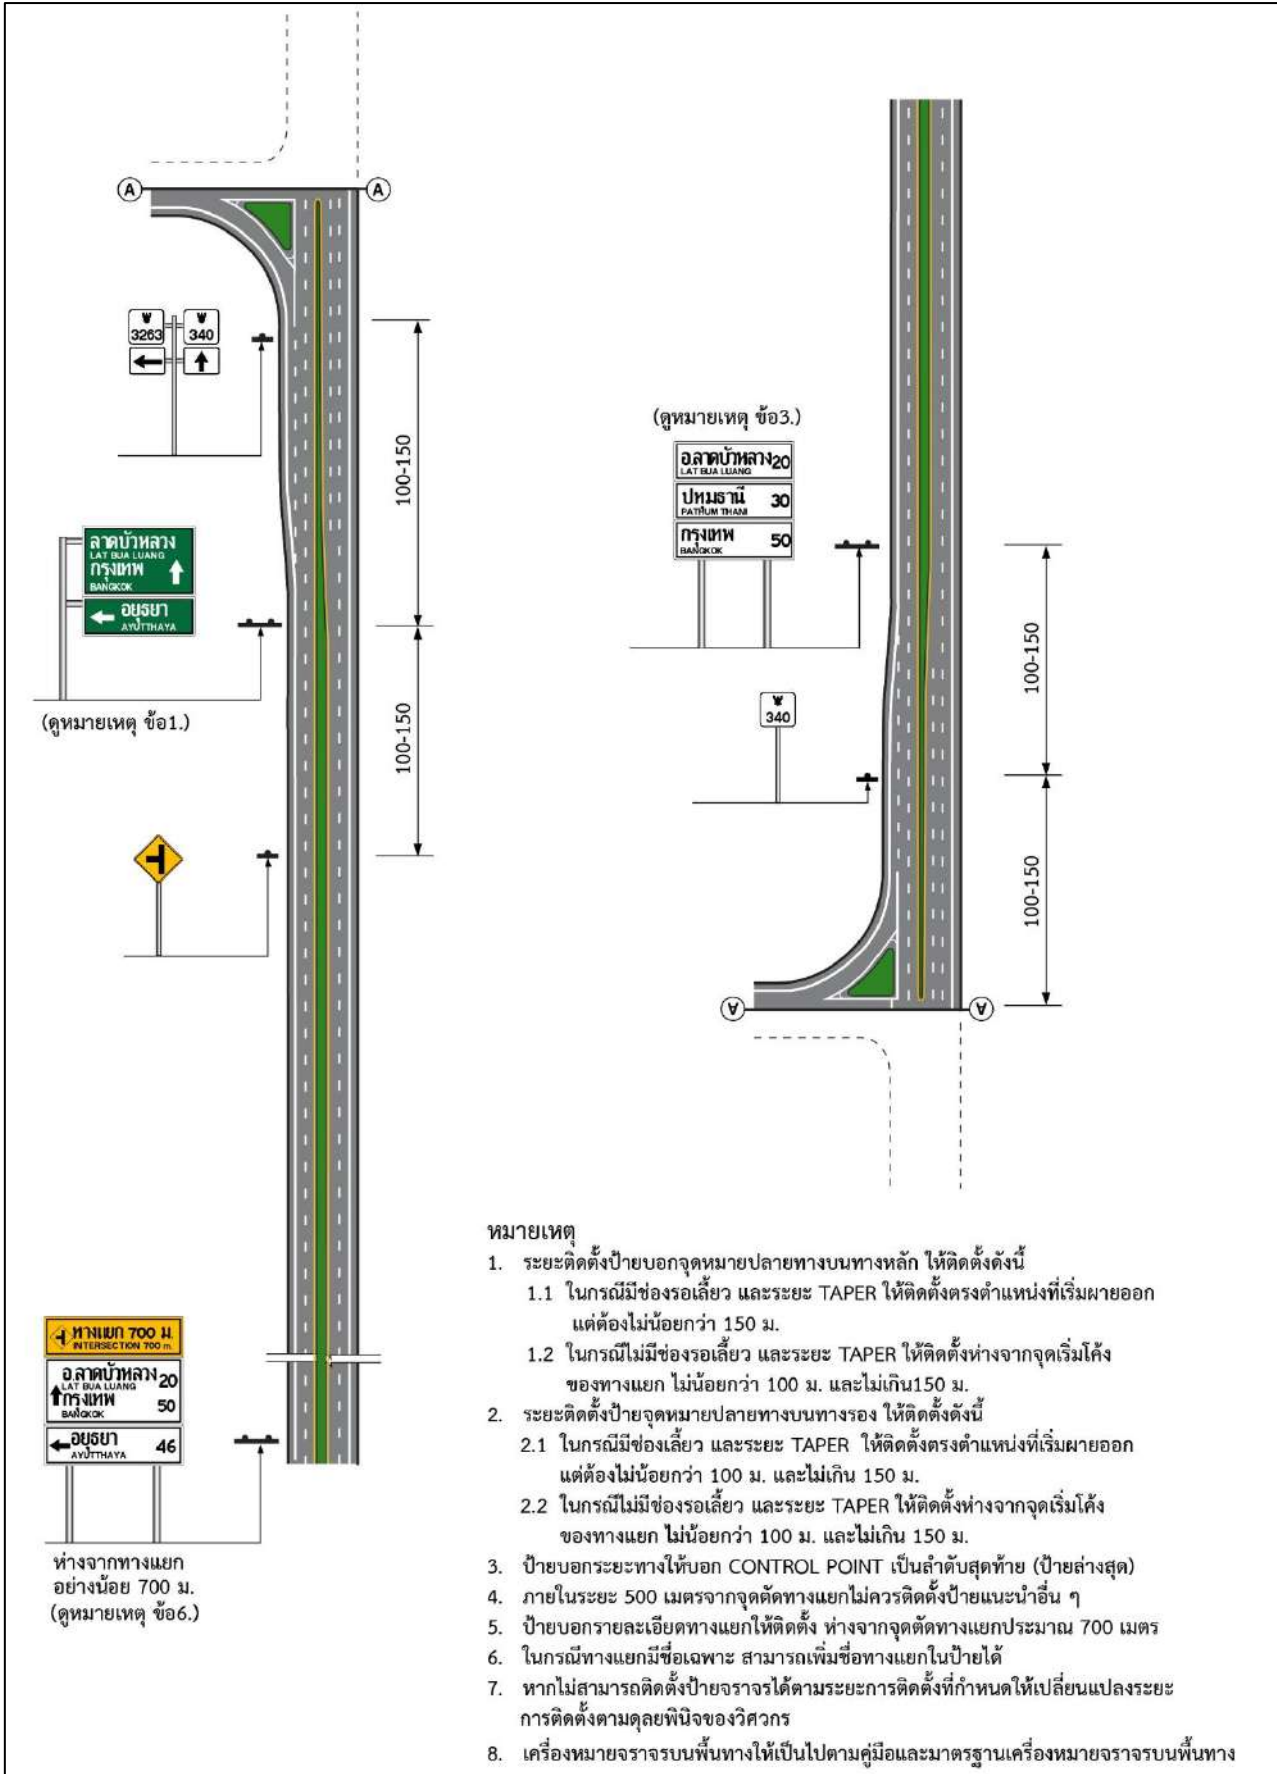 A
A
3263
340
100-150
ลาดบัวหลวง
LAT BUA LUANG
กรุงเทพ
BANGKOK
อยุธยา
AYUTTHAYA
(ดูหมายเหตุ ข้อ1.)
100-150
ทางแยก 700 ม.
INTERSECTION 700 m.
อ.ลาดบัวหลวง 20
LAT BUA LUANG
กรุงเทพ 50
BANGKOK
อยุธยา 46
AYUTTHAYA
ห่างจากทางแยก
อย่างน้อย 700 ม.
(ดูหมายเหตุ ข้อ6.)
(ดูหมายเหตุ ข้อ3.)
อ.ลาดบัวหลวง 20
LAT BUA LUANG
ปทุมธานี 30
PATHUM THANI
กรุงเทพ 50
BANGKOK
100-150
340
100-150
A
A
หมายเหตุ
1. ระยะติดตั้งป้ายบอกจุดหมายปลายทางบนทางหลัก ให้ติดตั้งดังนี้
1.1 ในกรณีมีช่องรอเลี้ยว และระยะ TAPER ให้ติดตั้งตรงตำแหน่งที่เริ่มผายออก
แต่ต้องไม่น้อยกว่า 150 ม.
1.2 ในกรณีไม่มีช่องรอเลี้ยว และระยะ TAPER ให้ติดตั้งห่างจากจุดเริ่มโค้ง
ของทางแยก ไม่น้อยกว่า 100 ม. และไม่เกิน150 ม.
2. ระยะติดตั้งป้ายจุดหมายปลายทางบนทางรอง ให้ติดตั้งดังนี้
2.1 ในกรณีมีช่องเลี้ยว และระยะ TAPER ให้ติดตั้งตรงตำแหน่งที่เริ่มผายออก
แต่ต้องไม่น้อยกว่า 100 ม. และไม่เกิน 150 ม.
2.2 ในกรณีไม่มีช่องรอเลี้ยว และระยะ TAPER ให้ติดตั้งห่างจากจุดเริ่มโค้ง
ของทางแยก ไม่น้อยกว่า 100 ม. และไม่เกิน 150 ม.
3. ป้ายบอกระยะทางให้บอก CONTROL POINT เป็นลำดับสุดท้าย (ป้ายล่างสุด)
4. ภายในระยะ 500 เมตรจากจุดตัดทางแยกไม่ควรติดตั้งป้ายแนะนำอื่น ๆ
5. ป้ายบอกรายละเอียดทางแยกให้ติดตั้ง ห่างจากจุดตัดทางแยกประมาณ 700 เมตร
6. ในกรณีทางแยกมีชื่อเฉพาะ สามารถเพิ่มชื่อทางแยกในป้ายได้
7. หากไม่สามารถติดตั้งป้ายจราจรได้ตามระยะการติดตั้งที่กำหนดให้เปลี่ยนแปลงระยะ
การติดตั้งตามดุลยพินิจของวิศวกร
8. เครื่องหมายจราจรบนพื้นทางให้เป็นไปตามคู่มือและมาตรฐานเครื่องหมายจราจรบนพื้นทาง